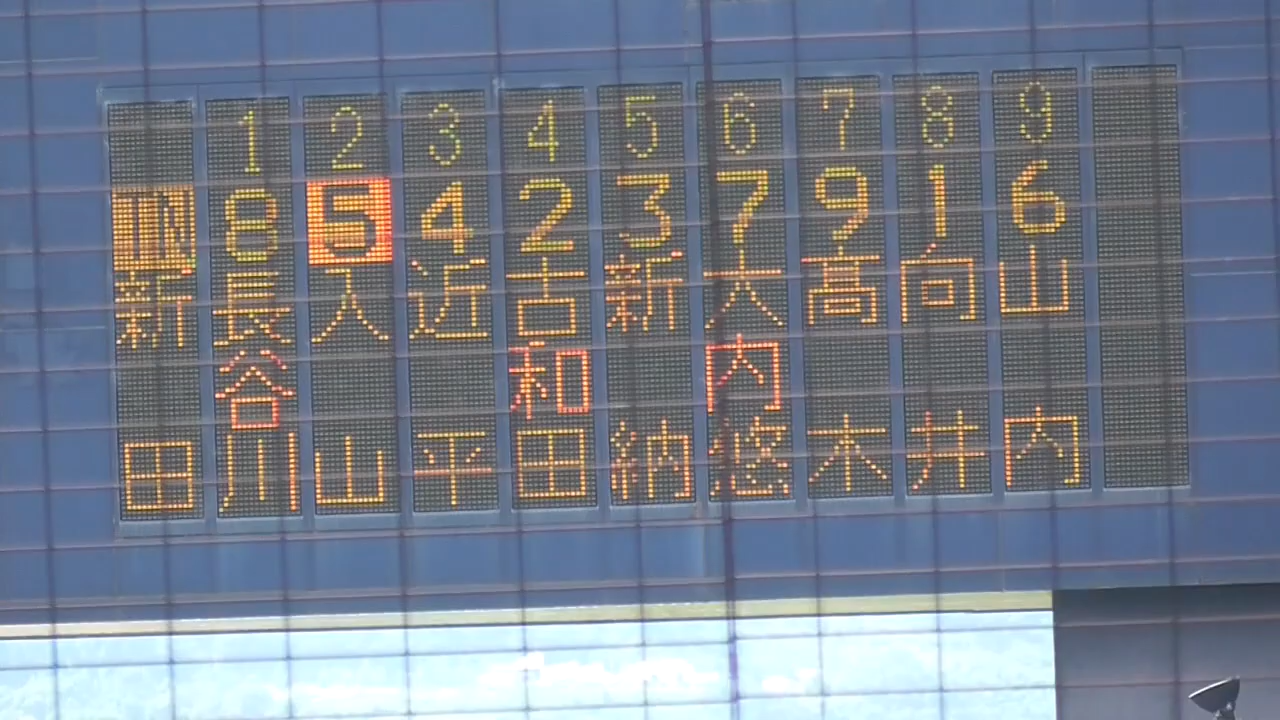 新田
1 8 長谷川
2 5 入山
3 4 近平
4 2 古和田
5 3 新納
6 7 大内悠
7 9 髙木
8 1 向井
9 6 山内